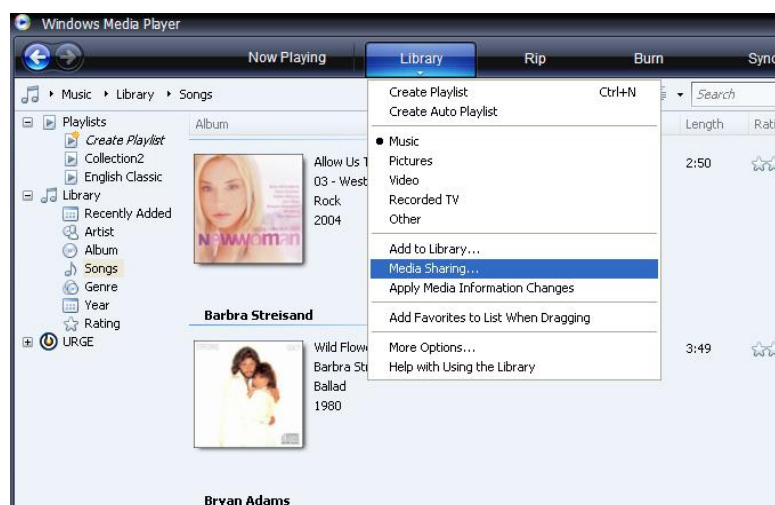 Windows Media Player
Now Playing Library Rip Burn Sync
Music Library Songs
Search
Create Playlist Ctrl+N
Create Auto Playlist
Music
Pictures
Video
Recorded TV
Other
Add to Library...
Media Sharing...
Apply Media Information Changes
Add Favorites to List When Dragging
More Options...
Help with Using the Library
Playlists
Create Playlist
Collection2
English Classic
Library
Recently Added
Artist
Album
Songs
Genre
Year
Rating
URGE
Album Length Rati
Allow Us
03 - West
Rock
2004
2:50
Barbra Streisand
Wild Flow
Barbra Str
Ballad
1980
3:49
Bryan Adams